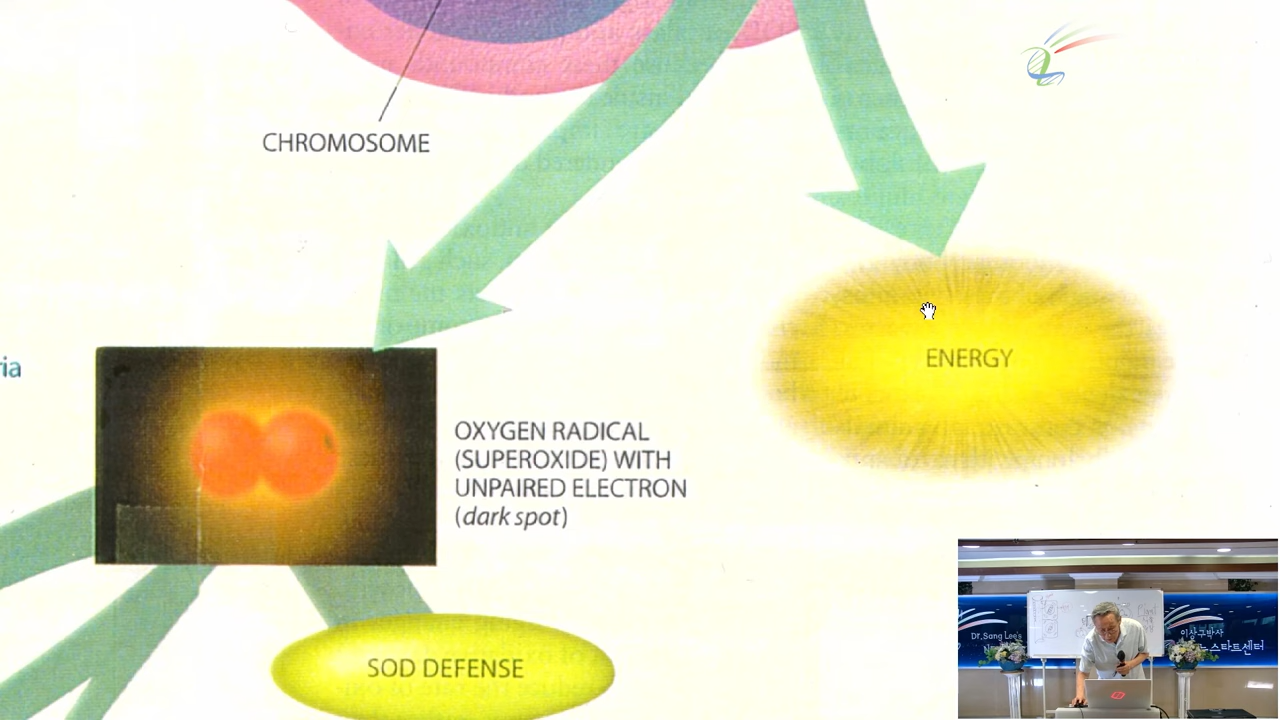 CHROMOSOME
ENERGY
ria
OXYGEN RADICAL
(SUPEROXIDE) WITH
UNPAIRED ELECTRON
(dark spot)
SOD DEFENSE
Dr.Sang Lee's
이상구박사
스타트센터